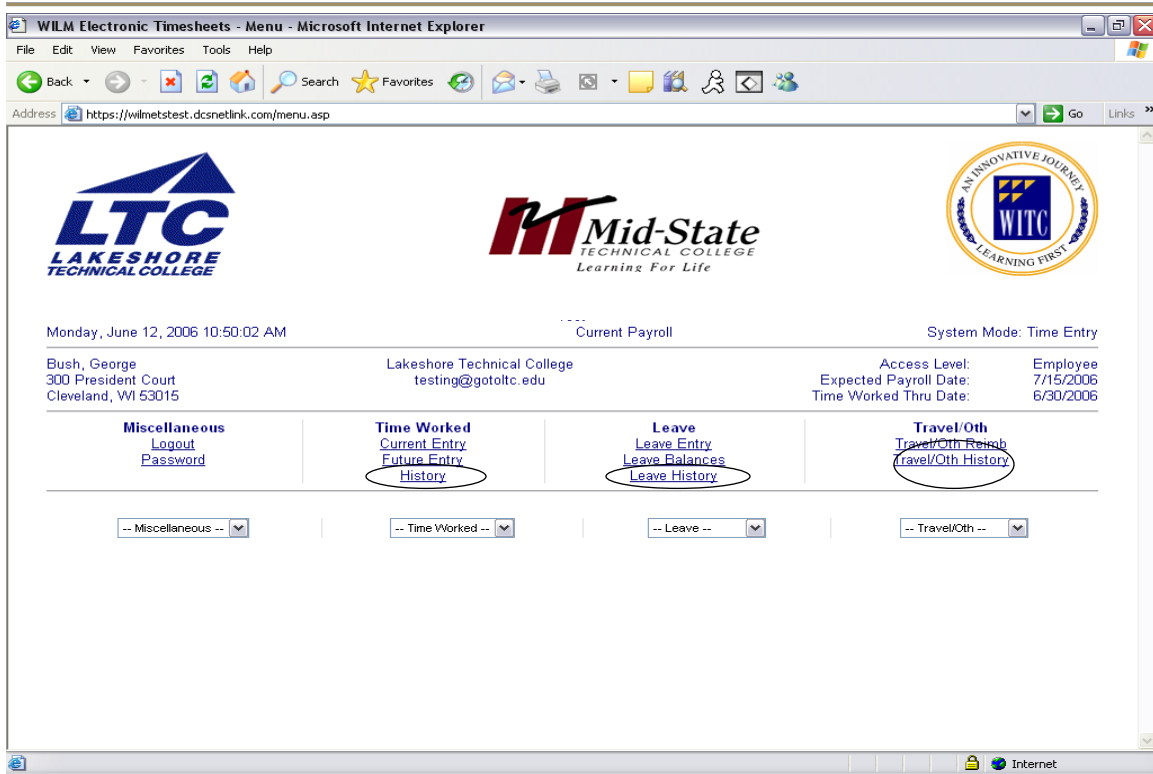 WILM Electronic Timesheets - Menu - Microsoft Internet Explorer
File Edit View Favorites Tools Help
Back Search Favorites
Address https://wilmetstest.dcsnetlink.com/menu.asp Go Links »
LTC
LAKESHORE
TECHNICAL COLLEGE
Mid-State
TECHNICAL COLLEGE
Learning For Life
AN INNOVATIVE JOURNEY
WITC
LEARNING FIRST
Monday, June 12, 2006 10:50:02 AM Current Payroll System Mode: Time Entry
Bush, George Lakeshore Technical College Access Level: Employee
300 President Court testing@gotoltc.edu Expected Payroll Date: 7/15/2006
Cleveland, WI 53015 Time Worked Thru Date: 6/30/2006
Miscellaneous Time Worked Leave Travel/Oth
Logout Current Entry Leave Entry Travel/Oth Reimb
Password Future Entry Leave Balances Travel/Oth History
History Leave History
-- Miscellaneous -- -- Time Worked -- -- Leave -- -- Travel/Oth --
Internet